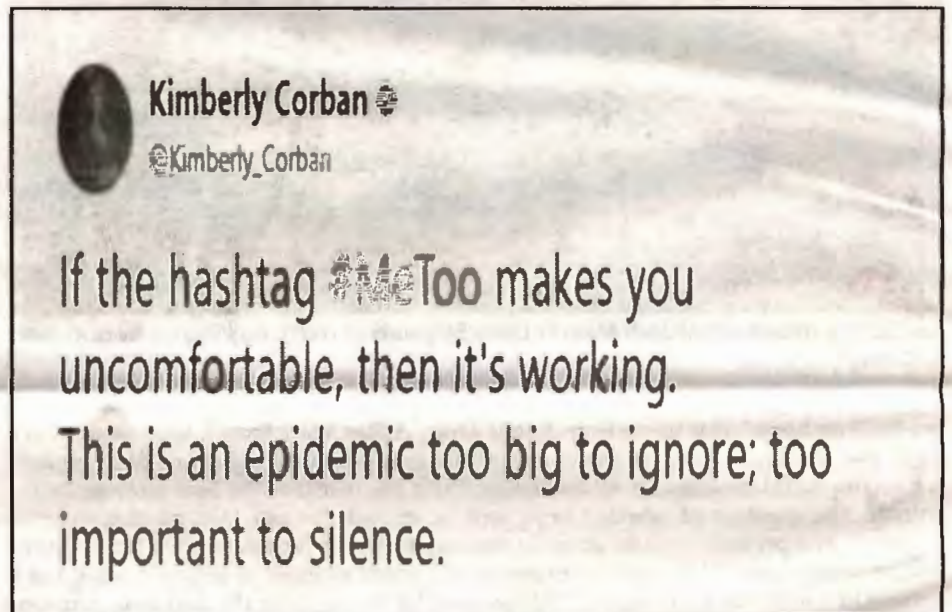 Kimberly Corban
@Kimberly_Corban
If the hashtag #MeToo makes you
uncomfortable, then it's working.
This is an epidemic too big to ignore; too
important to silence.